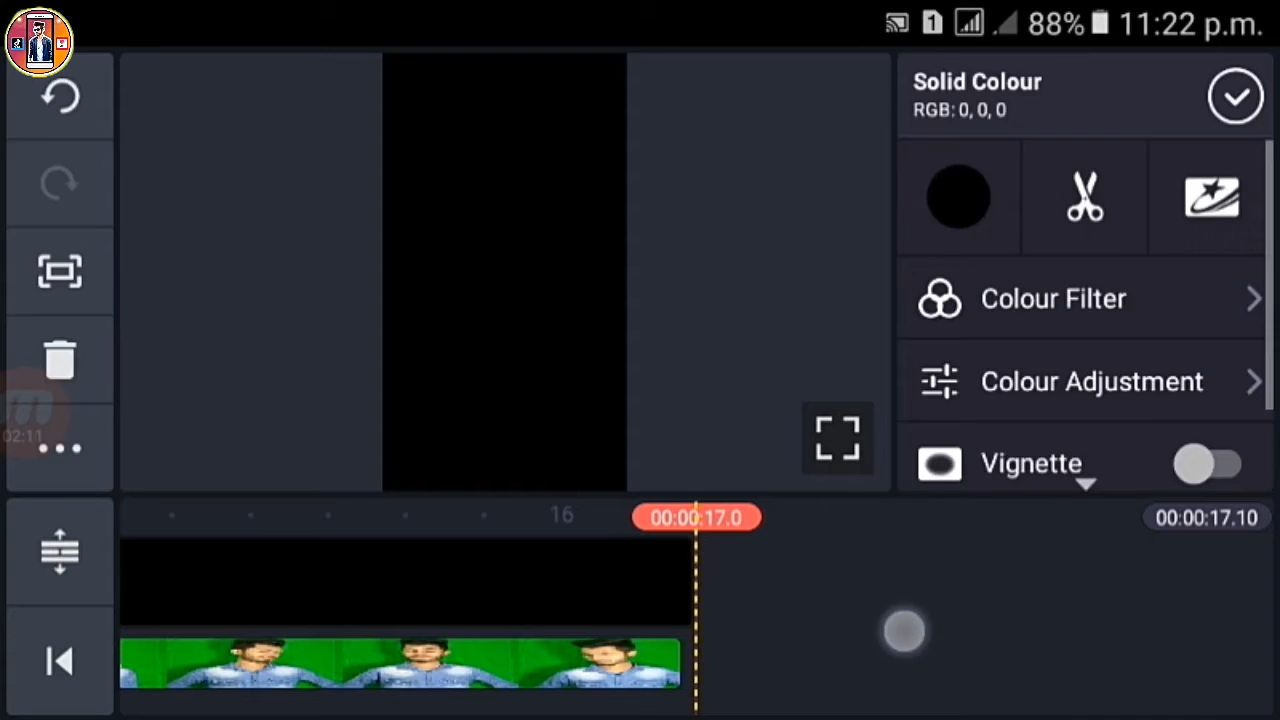 88% 11:22 p.m.
Solid Colour
RGB: 0, 0, 0
Colour Filter
Colour Adjustment
Vignette
02:11
16
00:00:17.0
00:00:17.10